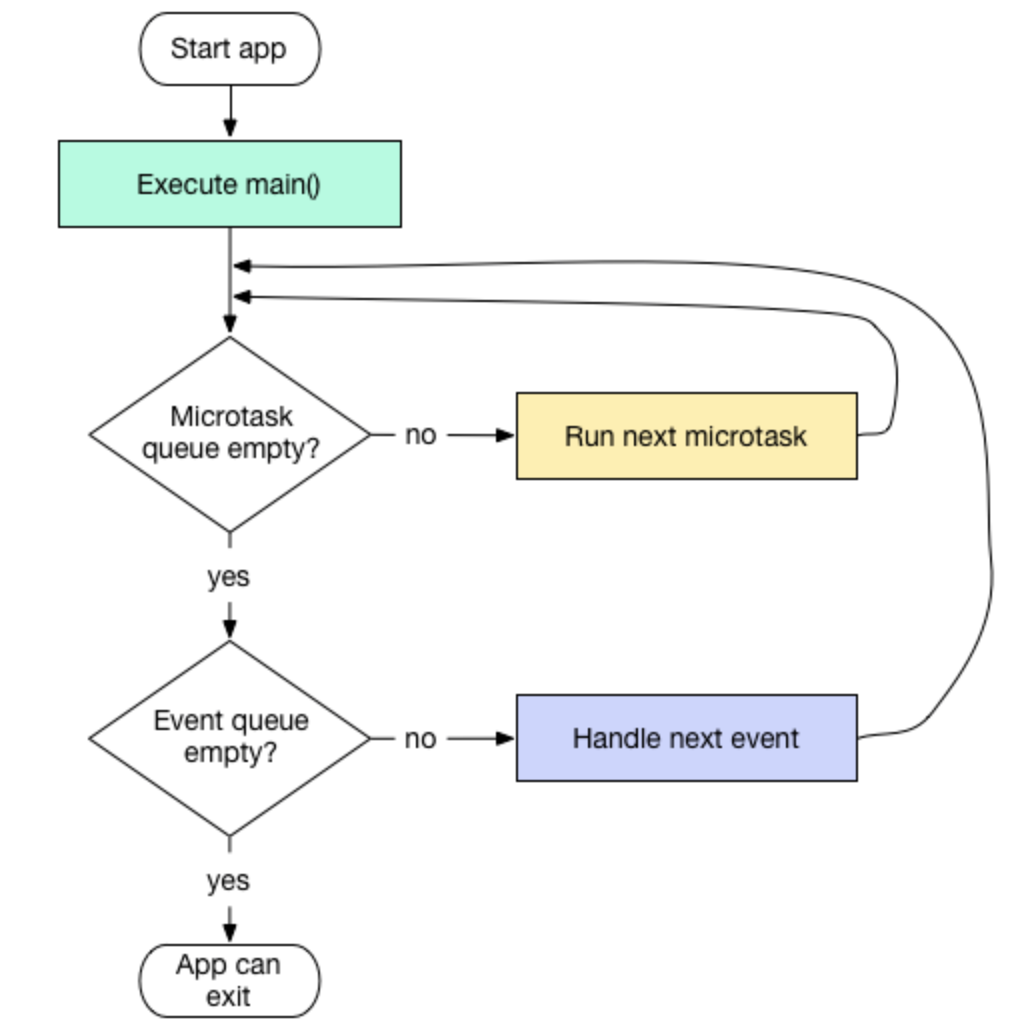 Start app
Execute main()
Microtask
queue empty?
no
Run next microtask
yes
Event queue
empty?
no
Handle next event
yes
App can
exit